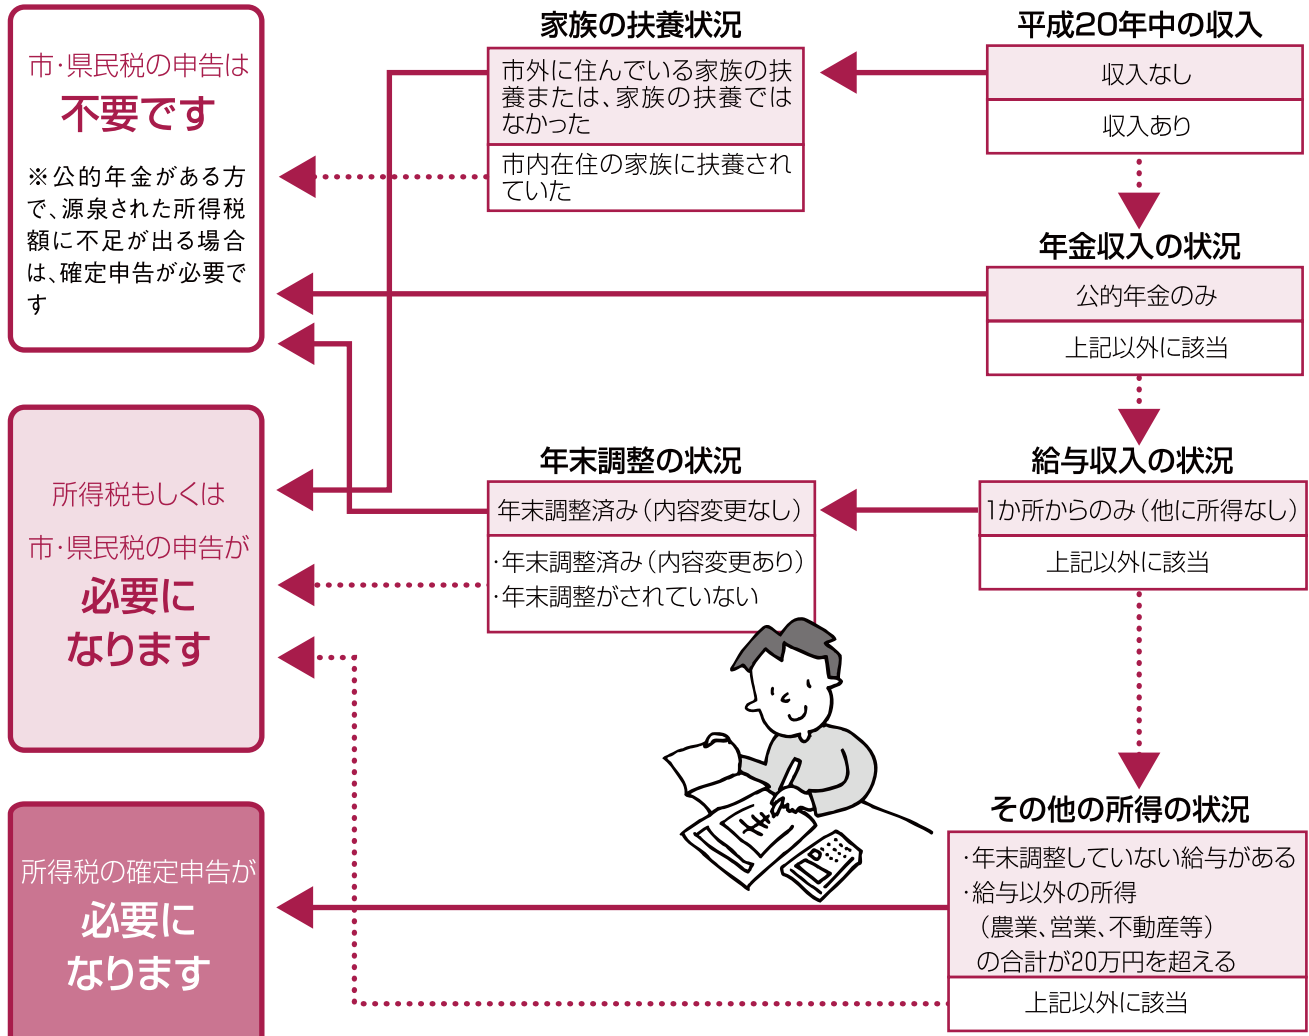 市・県民税の申告は
不要です
※公的年金がある方
で、源泉された所得税
額に不足が出る場合
は、確定申告が必要で
す
所得税もしくは
市・県民税の申告が
必要に
なります
所得税の確定申告が
必要に
なります
家族の扶養状況
市外に住んでいる家族の扶
養または、家族の扶養では
なかった
市内在住の家族に扶養され
ていた
年末調整の状況
年末調整済み（内容変更なし）
・年末調整済み（内容変更あり）
・年末調整がされていない
平成20年中の収入
収入なし
収入あり
年金収入の状況
公的年金のみ
上記以外に該当
給与収入の状況
1か所からのみ（他に所得なし）
上記以外に該当
その他の所得の状況
・年末調整していない給与がある
・給与以外の所得
（農業、営業、不動産等）
の合計が20万円を超える
上記以外に該当